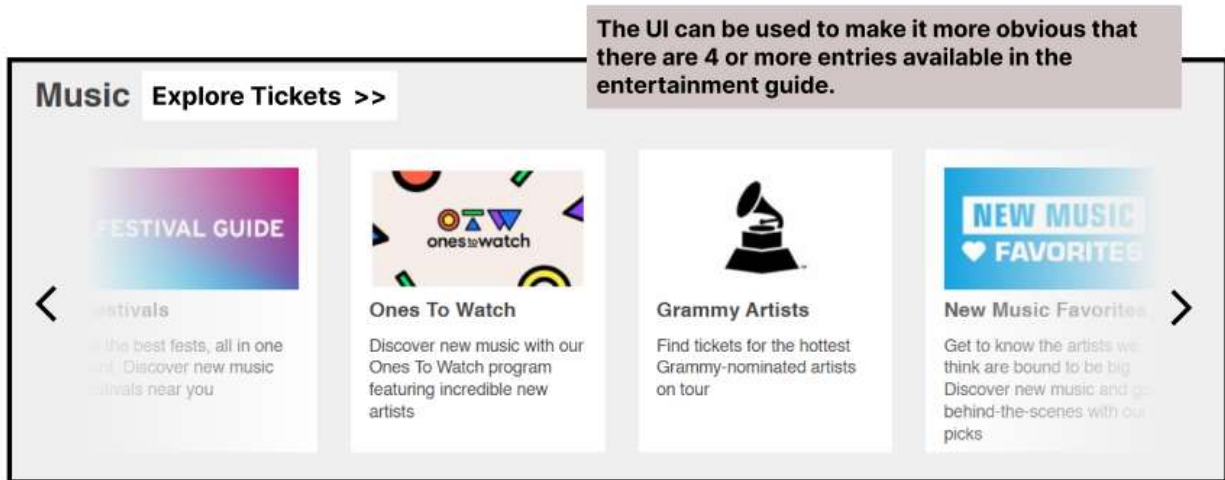 The UI can be used to make it more obvious that
there are 4 or more entries available in the
entertainment guide.
Music
Explore Tickets >>
FESTIVAL GUIDE
stivals
the best fests, all in one
Discover new music
near you
OTW
ones to watch
Ones To Watch
Discover new music with our
Ones To Watch program
featuring incredible new
artists
Grammy Artists
Find tickets for the hottest
Grammy-nominated artists
on tour
NEW MUSIC
FAVORITES
New Music Favorites
Get to know the artists we
think are bound to be big
Discover new music and
behind-the-scenes with our
picks